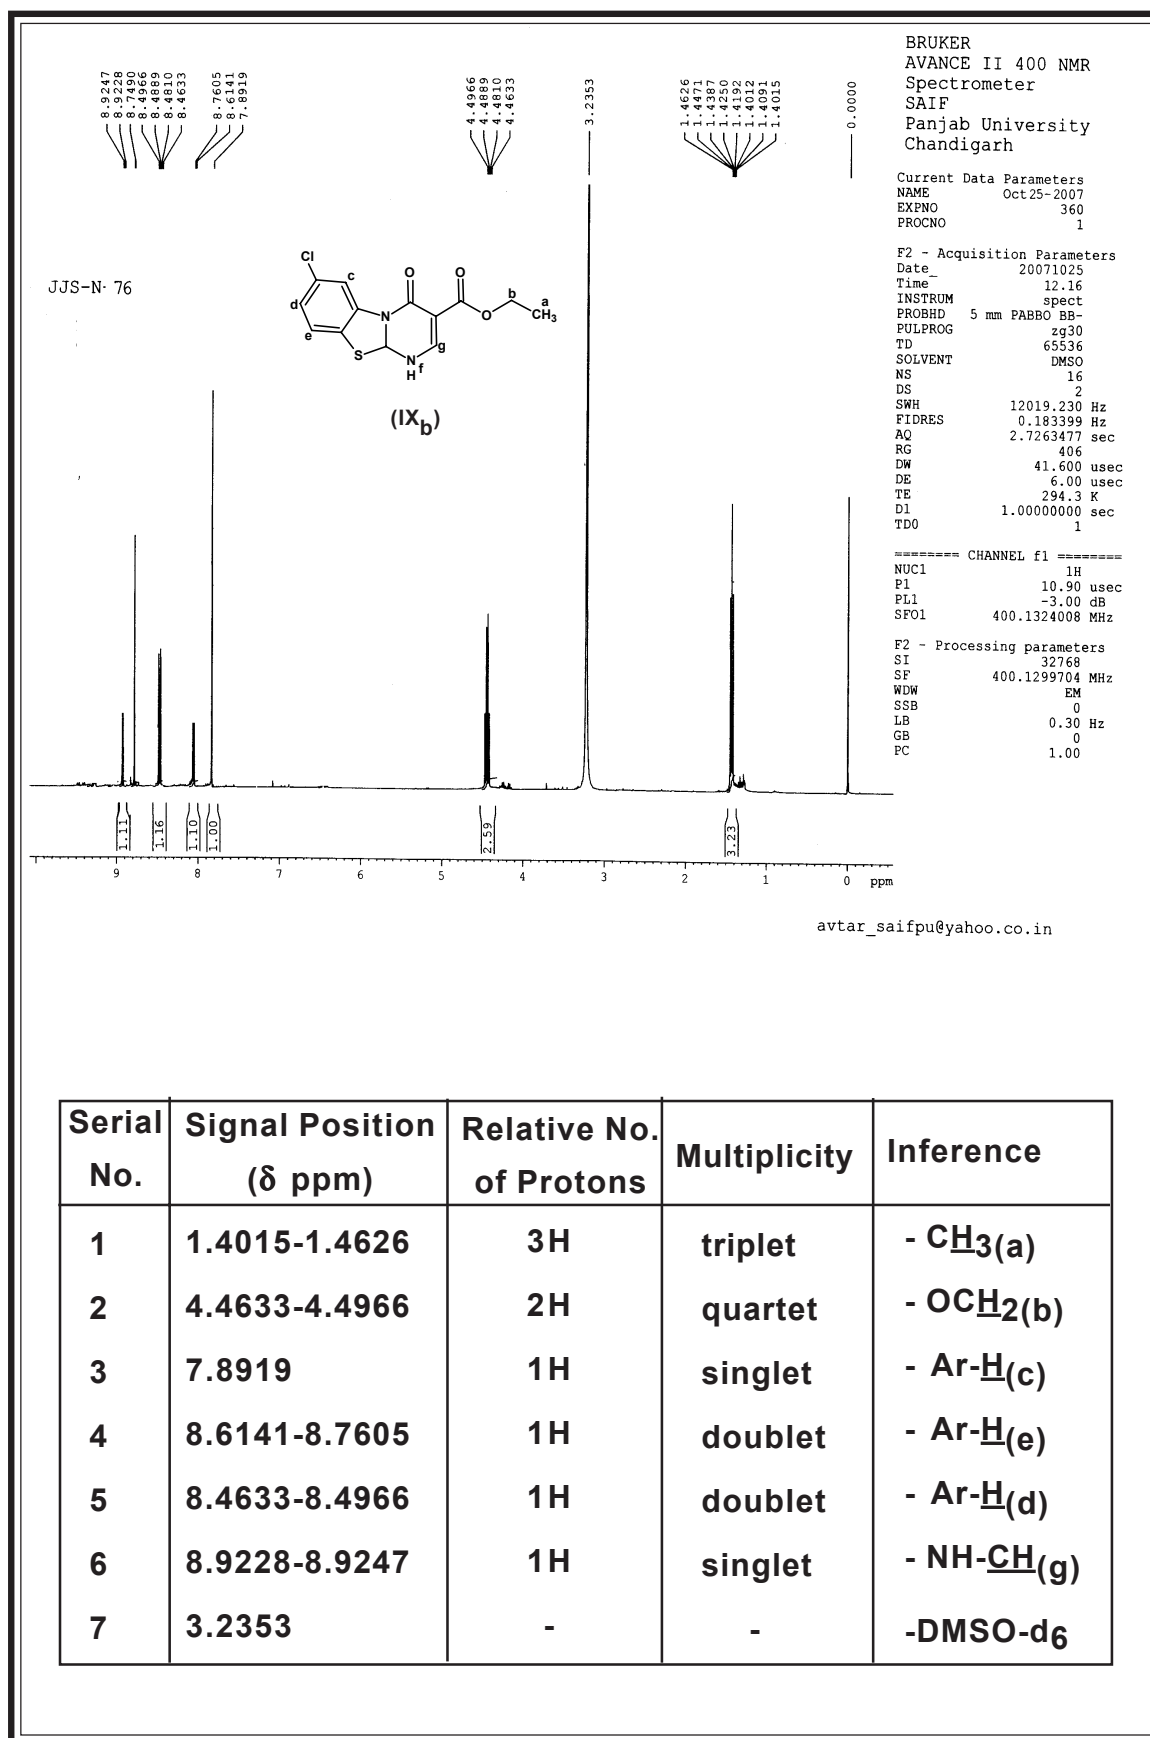 BRUKER
AVANCE II 400 NMR
Spectrometer
SAIF
Panjab University
Chandigarh
8.9247
8.9228
8.7490
8.4966
8.4889
8.4810
8.4633
8.7605
8.6141
7.8919
4.4966
4.4889
4.4810
4.4633
3.2353
1.4626
1.4471
1.4387
1.4250
1.4192
1.4012
1.4091
1.4015
0.0000
Current Data Parameters
NAME Oct25-2007
EXPNO 360
PROCNO 1
F2 - Acquisition Parameters
Date_ 20071025
Time 12.16
INSTRUM spect
PROBHD 5 mm PABBO BB-
PULPROG zg30
TD 65536
SOLVENT DMSO
NS 16
DS 2
SWH 12019.230 Hz
FIDRES 0.183399 Hz
AQ 2.7263477 sec
RG 406
DW 41.600 usec
DE 6.00 usec
TE 294.3 K
D1 1.00000000 sec
TD0 1
======== CHANNEL f1 ========
NUC1 1H
P1 10.90 usec
PL1 -3.00 dB
SFO1 400.1324008 MHz
F2 - Processing parameters
SI 32768
SF 400.1299704 MHz
WDW EM
SSB 0
LB 0.30 Hz
GB 0
PC 1.00
JJS-N- 76
Cl c O O b a
d N O CH3
e S N g
H f
(IXb)
1.11 1.16 1.10 1.00 2.59 3.23
9 8 7 6 5 4 3 2 1 0 ppm
avtar_saifpu@yahoo.co.in
Serial No. Signal Position (δ ppm) Relative No. of Protons Multiplicity Inference
1 1.4015-1.4626 3H triplet - CH3(a)
2 4.4633-4.4966 2H quartet - OCH2(b)
3 7.8919 1H singlet - Ar-H(c)
4 8.6141-8.7605 1H doublet - Ar-H(e)
5 8.4633-8.4966 1H doublet - Ar-H(d)
6 8.9228-8.9247 1H singlet - NH-CH(g)
7 3.2353 - - -DMSO-d6